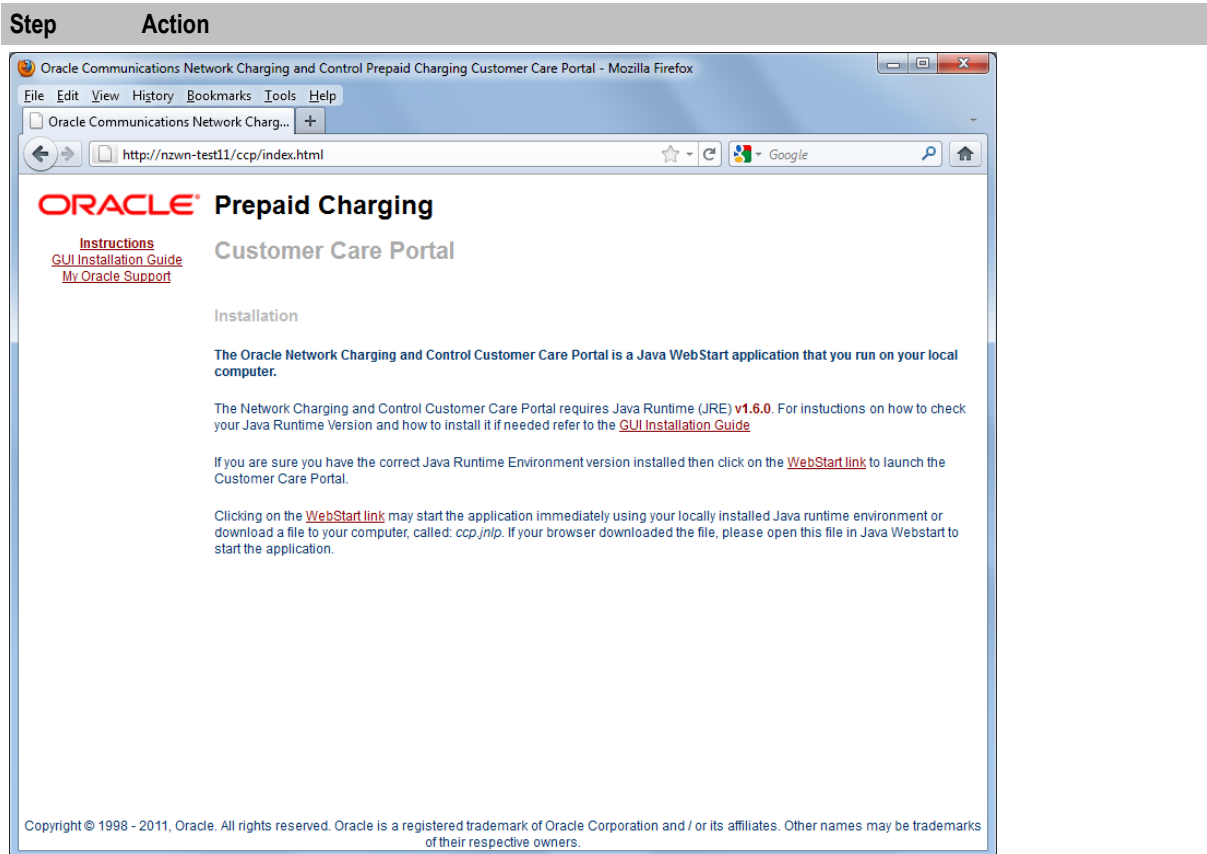 Step Action
Oracle Communications Network Charging and Control Prepaid Charging Customer Care Portal - Mozilla Firefox
File Edit View History Bookmarks Tools Help
Oracle Communications Network Charg... +
http://nzwn-test11/ccp/index.html Google
ORACLE Prepaid Charging
Instructions
GUI Installation Guide
My Oracle Support
Customer Care Portal
Installation
The Oracle Network Charging and Control Customer Care Portal is a Java WebStart application that you run on your local
computer.
The Network Charging and Control Customer Care Portal requires Java Runtime (JRE) v1.6.0. For instuctions on how to check
your Java Runtime Version and how to install it if needed refer to the GUI Installation Guide
If you are sure you have the correct Java Runtime Environment version installed then click on the WebStart link to launch the
Customer Care Portal.
Clicking on the WebStart link may start the application immediately using your locally installed Java runtime environment or
download a file to your computer, called: ccp.jnlp. If your browser downloaded the file, please open this file in Java Webstart to
start the application.
Copyright © 1998 - 2011, Oracle. All rights reserved. Oracle is a registered trademark of Oracle Corporation and / or its affiliates. Other names may be trademarks
of their respective owners.